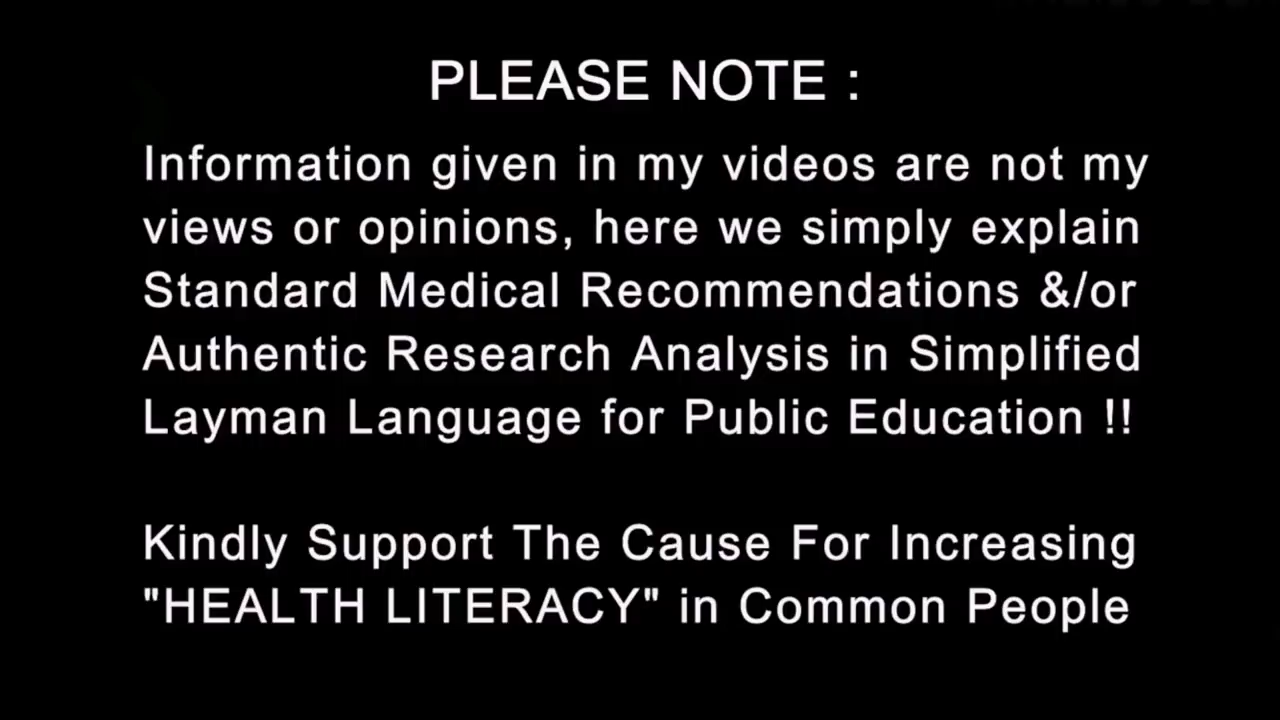 PLEASE NOTE :
Information given in my videos are not my
views or opinions, here we simply explain
Standard Medical Recommendations &/or
Authentic Research Analysis in Simplified
Layman Language for Public Education !!
Kindly Support The Cause For Increasing
"HEALTH LITERACY" in Common People